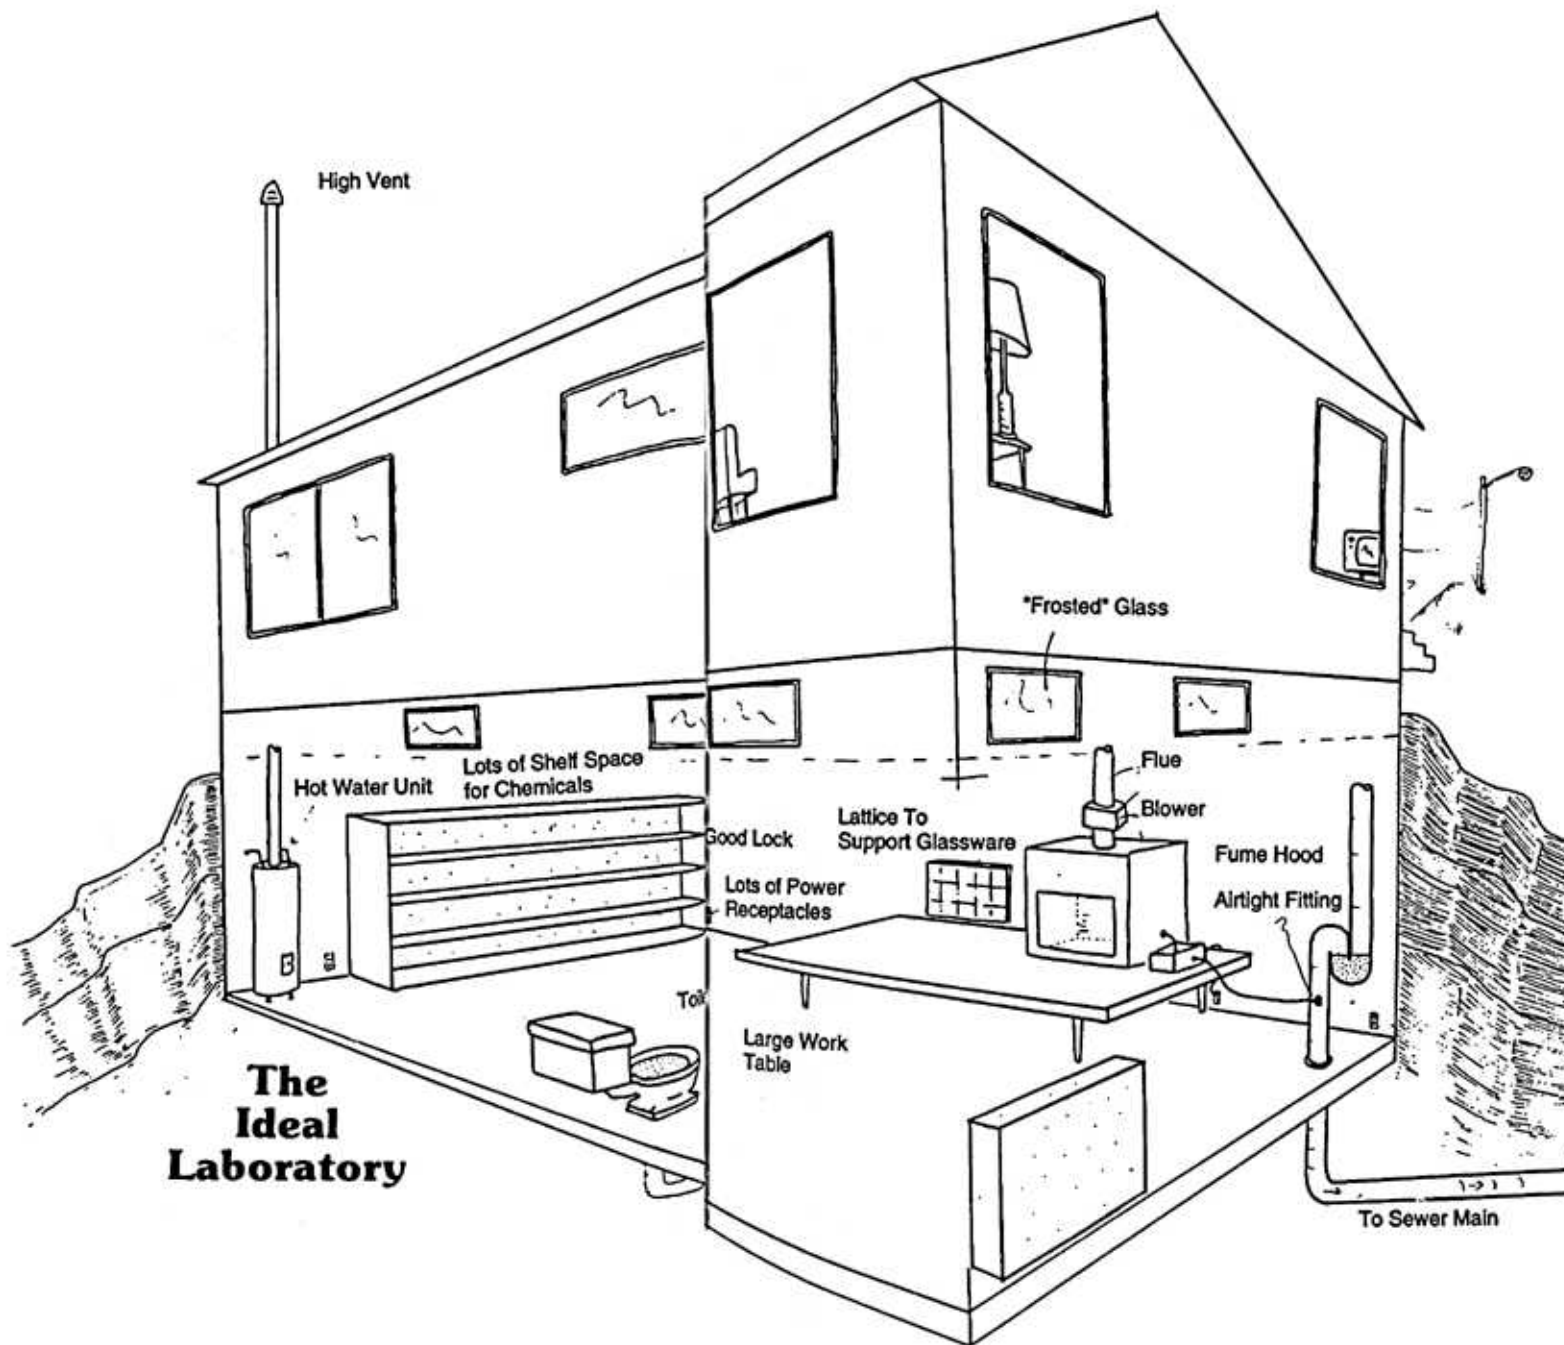 High Vent
"Frosted" Glass
Hot Water Unit
Lots of Shelf Space
for Chemicals
Flue
Blower
Lattice To
Support Glassware
Good Lock
Fume Hood
Lots of Power
Receptacles
Airtight Fitting
Large Work
Table
The
Ideal
Laboratory
To Sewer Main